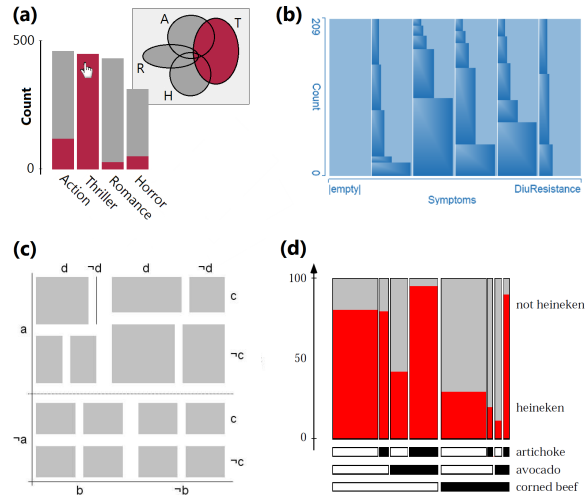 (a)
A
T
R
H
500
Count
0
Action
Thriller
Romance
Horror
(b)
209
Count
0
|empty|
Symptoms
DiuResistance
(c)
d
¬d
d
¬d
a
c
¬c
¬a
c
¬c
b
¬b
(d)
100
not heineken
50
heineken
0
artichoke
avocado
corned beef